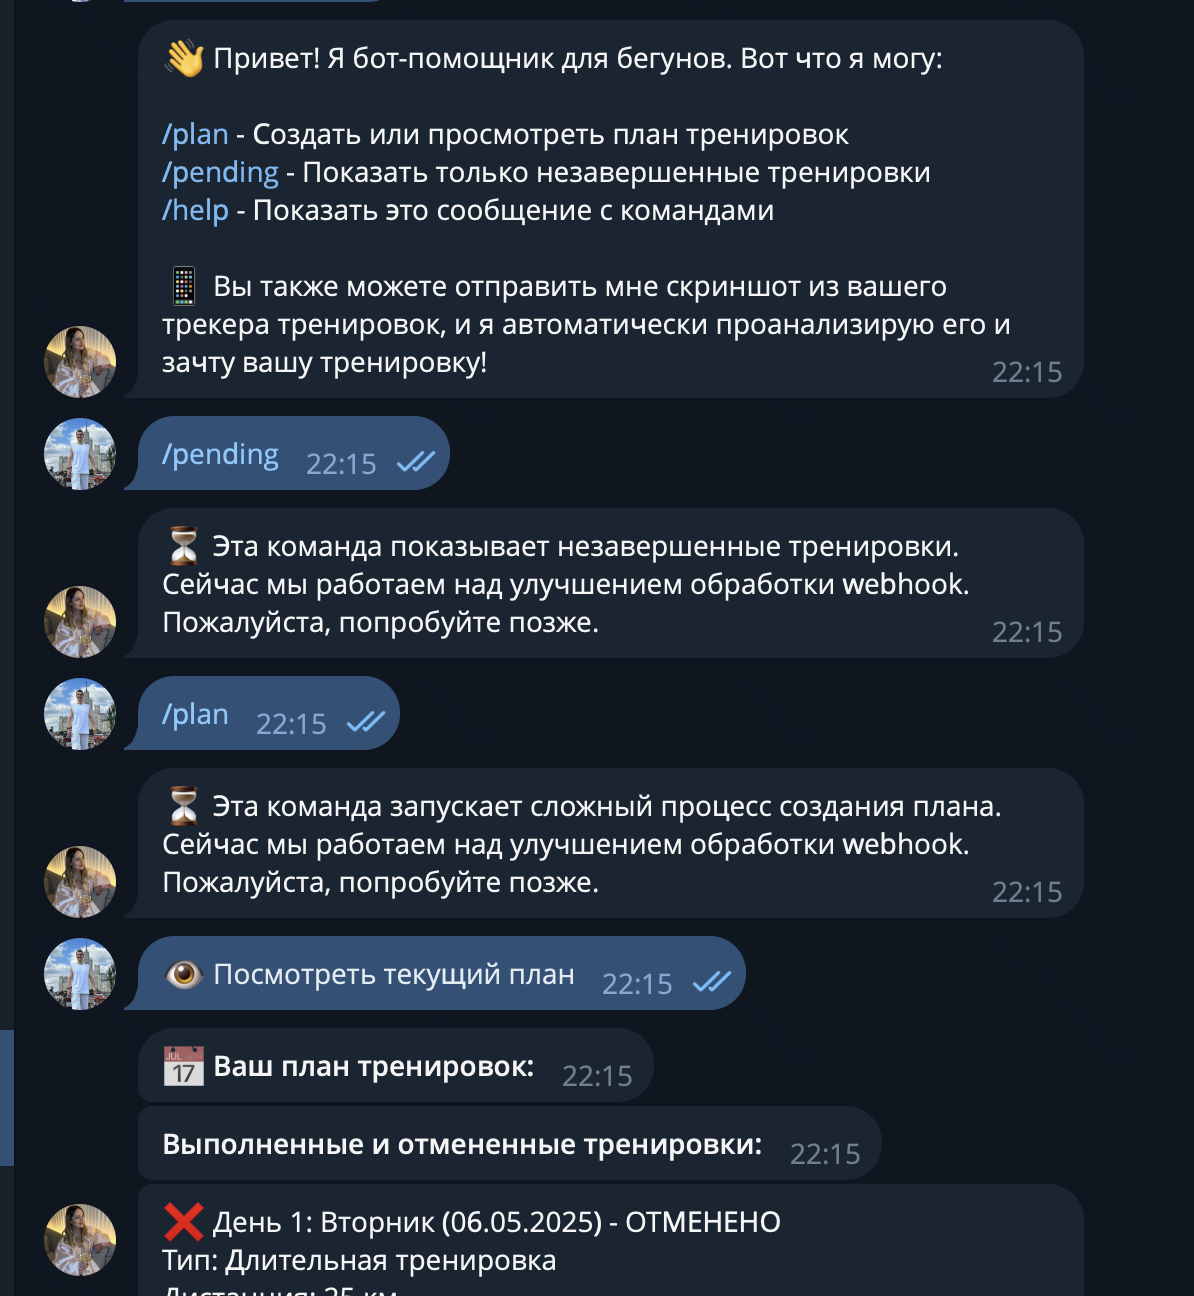 👋 Привет! Я бот-помощник для бегунов. Вот что я могу:
/plan - Создать или просмотреть план тренировок
/pending - Показать только незавершенные тренировки
/help - Показать это сообщение с командами
📱 Вы также можете отправить мне скриншот из вашего
трекера тренировок, и я автоматически проанализирую его и
зачту вашу тренировку!
22:15
/pending 22:15
⏳ Эта команда показывает незавершенные тренировки.
Сейчас мы работаем над улучшением обработки webhook.
Пожалуйста, попробуйте позже.
22:15
/plan 22:15
⏳ Эта команда запускает сложный процесс создания плана.
Сейчас мы работаем над улучшением обработки webhook.
Пожалуйста, попробуйте позже.
22:15
👁 Посмотреть текущий план 22:15
📅 Ваш план тренировок: 22:15
Выполненные и отмененные тренировки: 22:15
❌ День 1: Вторник (06.05.2025) - ОТМЕНЕНО
Тип: Длительная тренировка
Дистанция: 25 км